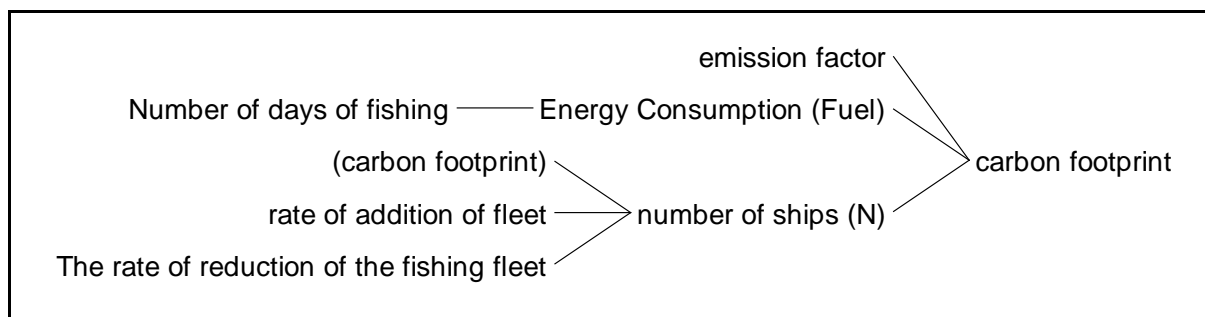 emission factor
Number of days of fishing
Energy Consumption (Fuel)
(carbon footprint)
carbon footprint
rate of addition of fleet
number of ships (N)
The rate of reduction of the fishing fleet